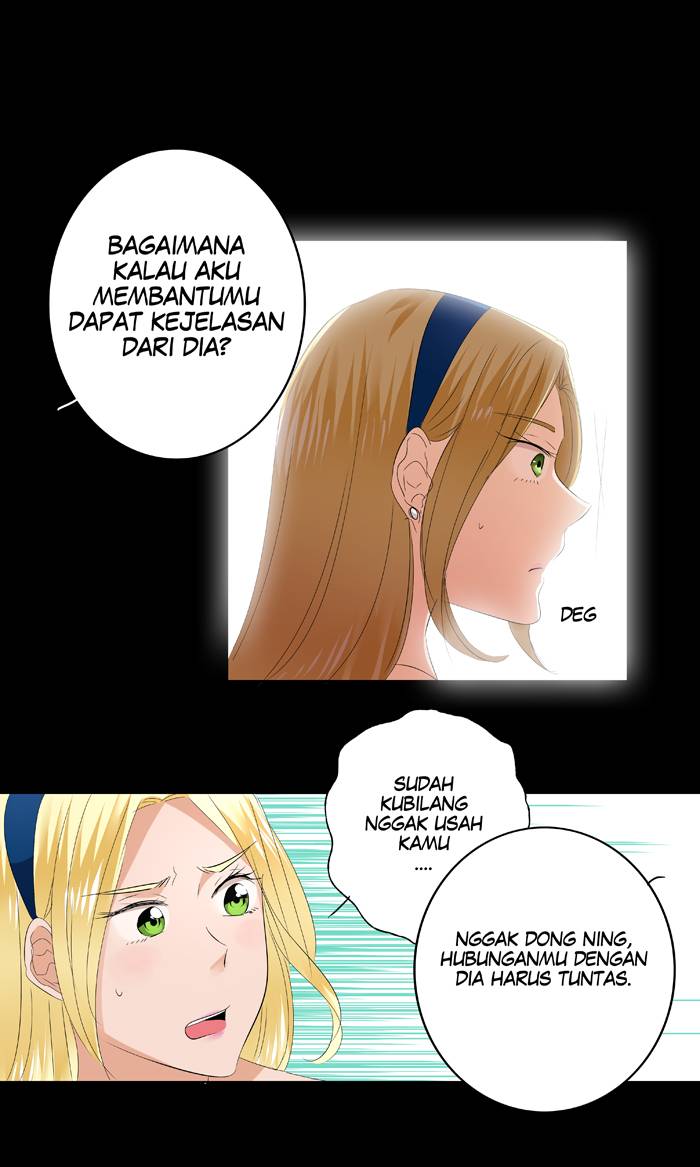 BAGAIMANA
KALAU AKU
MEMBANTUMU
DAPAT KEJELASAN
DARI DIA?
DEG
SUDAH
KUBILANG
NGGAK USAH
KAMU
....
NGGAK DONG NING,
HUBUNGANMU DENGAN
DIA HARUS TUNTAS.